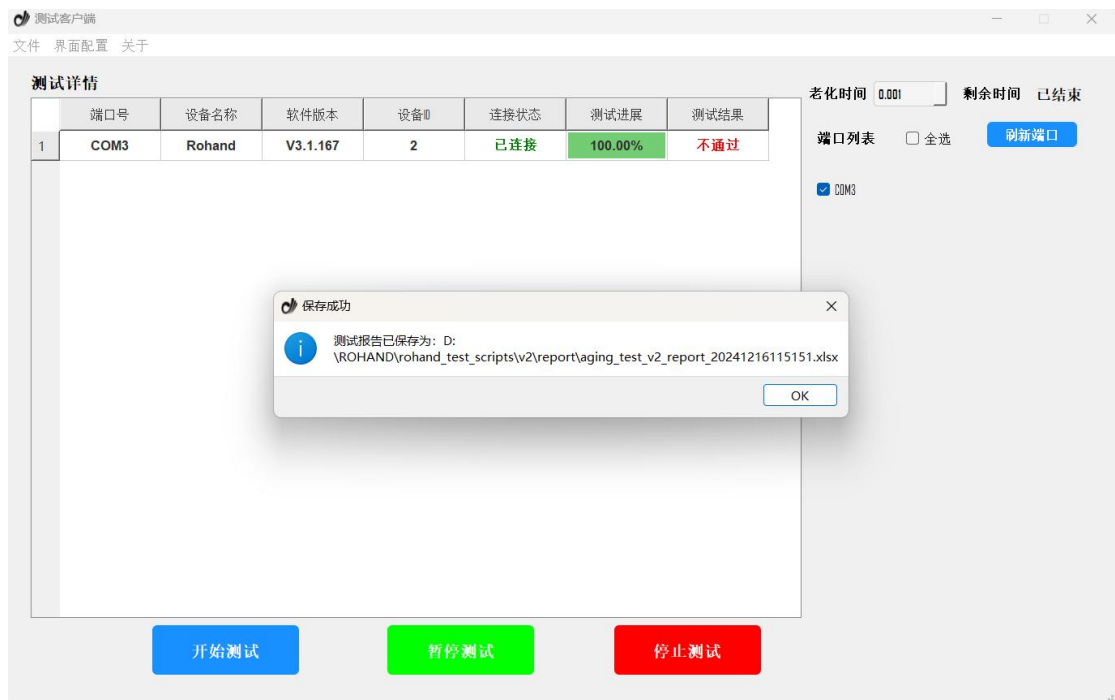 测试客户端
文件 界面配置 关于
测试详情
老化时间 0.001 剩余时间 已结束
端口号 设备名称 软件版本 设备ID 连接状态 测试进展 测试结果
1 COM3 Rohand V3.1.167 2 已连接 100.00% 不通过
端口列表 全选 刷新端口
COM3
保存成功
测试报告已保存为：D:
\ROHAND\rohand_test_scripts\v2\report\aging_test_v2_report_20241216115151.xlsx
OK
开始测试 暂停测试 停止测试